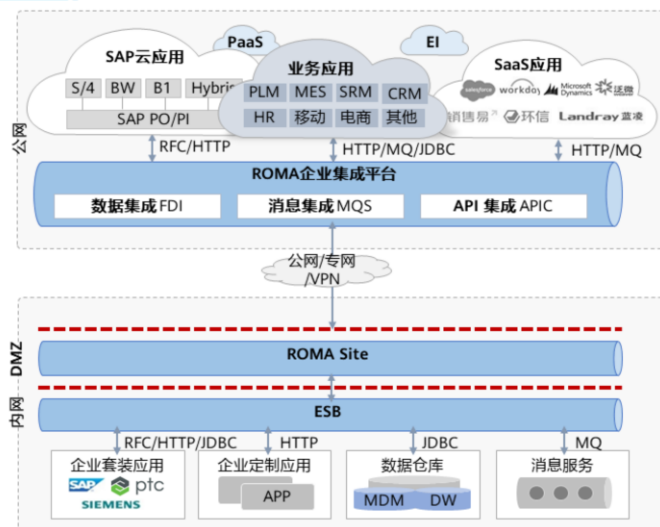 PaaS
EI
SAP云应用
业务应用
SaaS应用
S/4 BW B1 Hybris
SAP PO/PI
PLM MES SRM CRM
HR 移动 电商 其他
salesforce workday Microsoft Dynamics 泛微
销售易 环信 Landray 蓝凌
公网
RFC/HTTP
HTTP/MQ/JDBC
HTTP/MQ
ROMA企业集成平台
数据集成 FDI
消息集成 MQS
API 集成 APIC
公网/专网
/VPN
DMZ
ROMA Site
内网
ESB
RFC/HTTP/JDBC
HTTP
JDBC
MQ
企业套装应用
SAP ptc
SIEMENS
企业定制应用
APP
数据仓库
MDM DW
消息服务